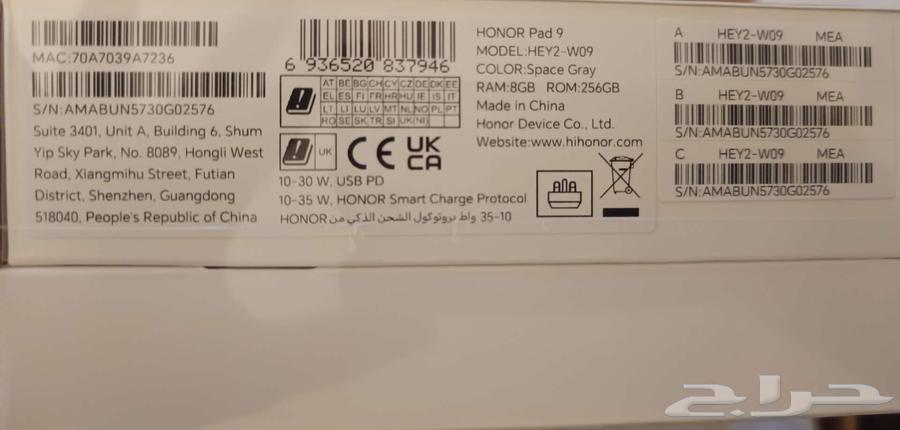 MAC:70A7039A7236
S/N:AMABUN5730G02576
Suite 3401, Unit A, Building 6, Shum
Yip Sky Park, No. 8089, Hongli West
Road, Xiangmihu Street, Futian
District, Shenzhen, Guangdong
518040, People's Republic of China
6 936520 837946
AT BE BG CH CY CZ DE DK EE
EL ES FI FR HR HU IE IS IT
LT LI LU LV MT NL NO PL PT
RO SE SK TR SI UK(NI)
UK
CE
UK
CA
10-30 W, USB PD
10-35 W, HONOR Smart Charge Protocol
10-35 واط بروتوكول الشحن الذكي من HONOR
HONOR Pad 9
MODEL:HEY2-W09
COLOR:Space Gray
RAM:8GB ROM:256GB
Made in China
Honor Device Co., Ltd.
Website:www.hihonor.com
A HEY2-W09 MEA
S/N:AMABUN5730G02576
B HEY2-W09 MEA
S/N:AMABUN5730G02576
C HEY2-W09 MEA
S/N:AMABUN5730G02576
حراج